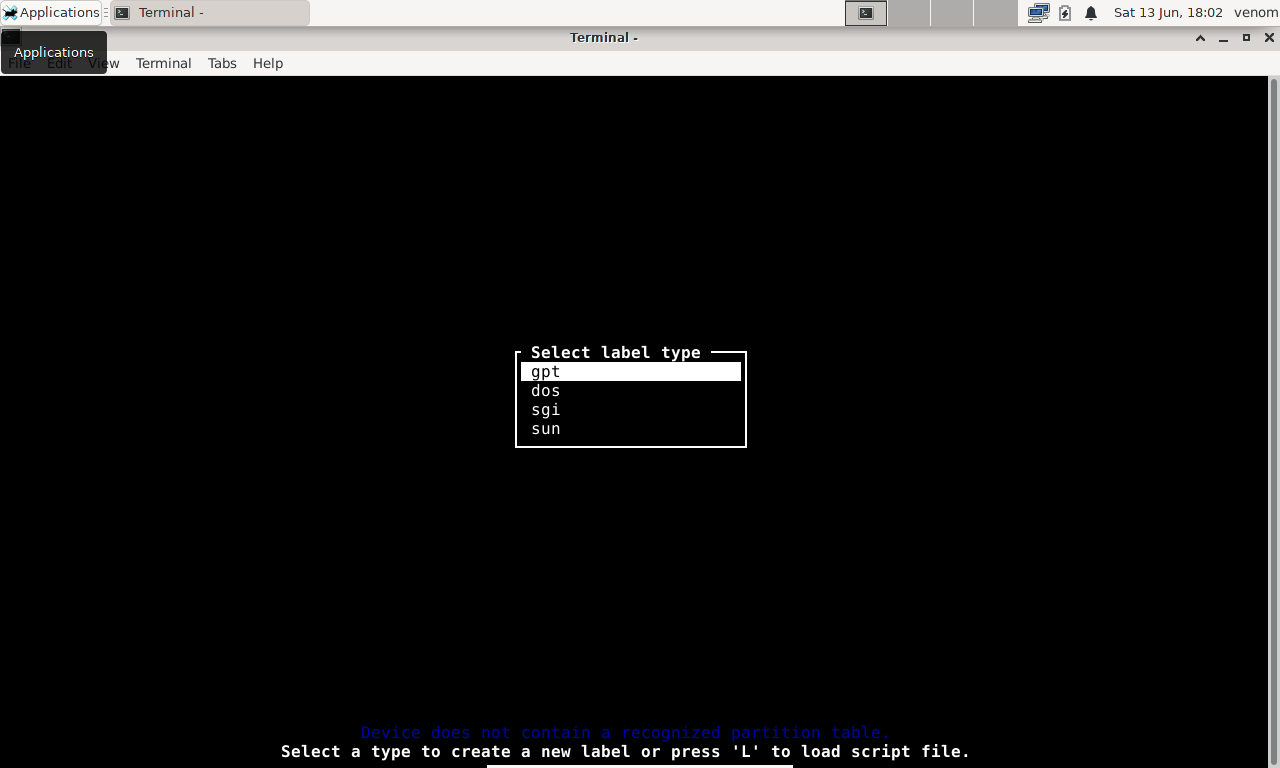 Applications
Terminal -
Sat 13 Jun, 18:02
venom
Terminal -
Applications
File
Edit
View
Terminal
Tabs
Help
Select label type
gpt
dos
sgi
sun
Device does not contain a recognized partition table.
Select a type to create a new label or press 'L' to load script file.